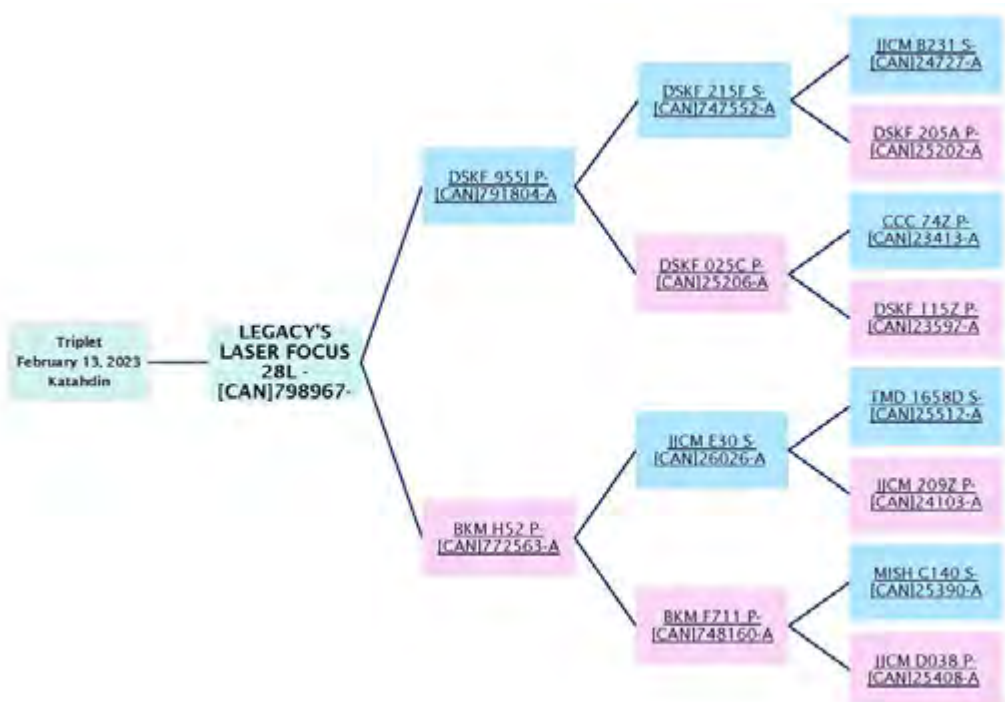 Triplet
February 13, 2023
Katahdin
LEGACY'S
LASER FOCUS
28L -
[CAN]798967-
DSKF 955J P-
[CAN]791804-A
BKM H52 P-
[CAN]772563-A
DSKF 215F S-
[CAN]747552-A
DSKF 025C P-
[CAN]25206-A
JJCM E30 S-
[CAN]26026-A
BKM F711 P-
[CAN]748160-A
JJCM B231 S-
[CAN]24727-A
DSKF 205A P-
[CAN]25202-A
CCC 74Z P-
[CAN]23413-A
DSKF 115Z P-
[CAN]23597-A
TMD 1658D S-
[CAN]25512-A
JJCM 209Z P-
[CAN]24103-A
MISH C140 S-
[CAN]25390-A
JJCM D038 P-
[CAN]25408-A